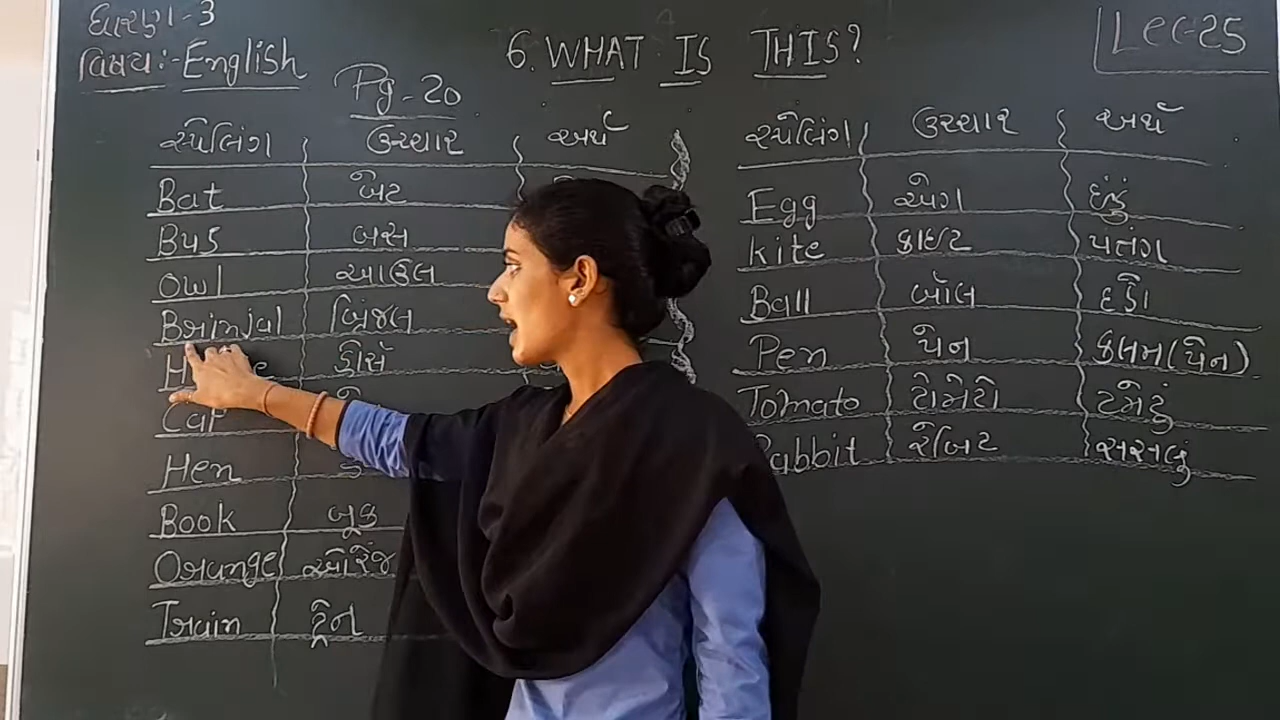 ધોરણ - 3
વિષય :- English
6. WHAT IS THIS?
Lec-25
Pg - 20
સ્પેલિંગ ઉચ્ચાર અર્થ
Bat બેટ
Bus બસ
Owl આઉલ
Brinjal બ્રિંજલ
હોર્સ
Cap
Hen
Book બૂક
Orange ઓરેંજ
Train ટ્રેન
સ્પેલિંગ ઉચ્ચાર અર્થ
Egg એગ ઇંડું
Kite કાઇટ પતંગ
Ball બૉલ દડો
Pen પેન કલમ (પેન)
Tomato ટોમેટો ટમેટું
Rabbit રેબિટ સસલું